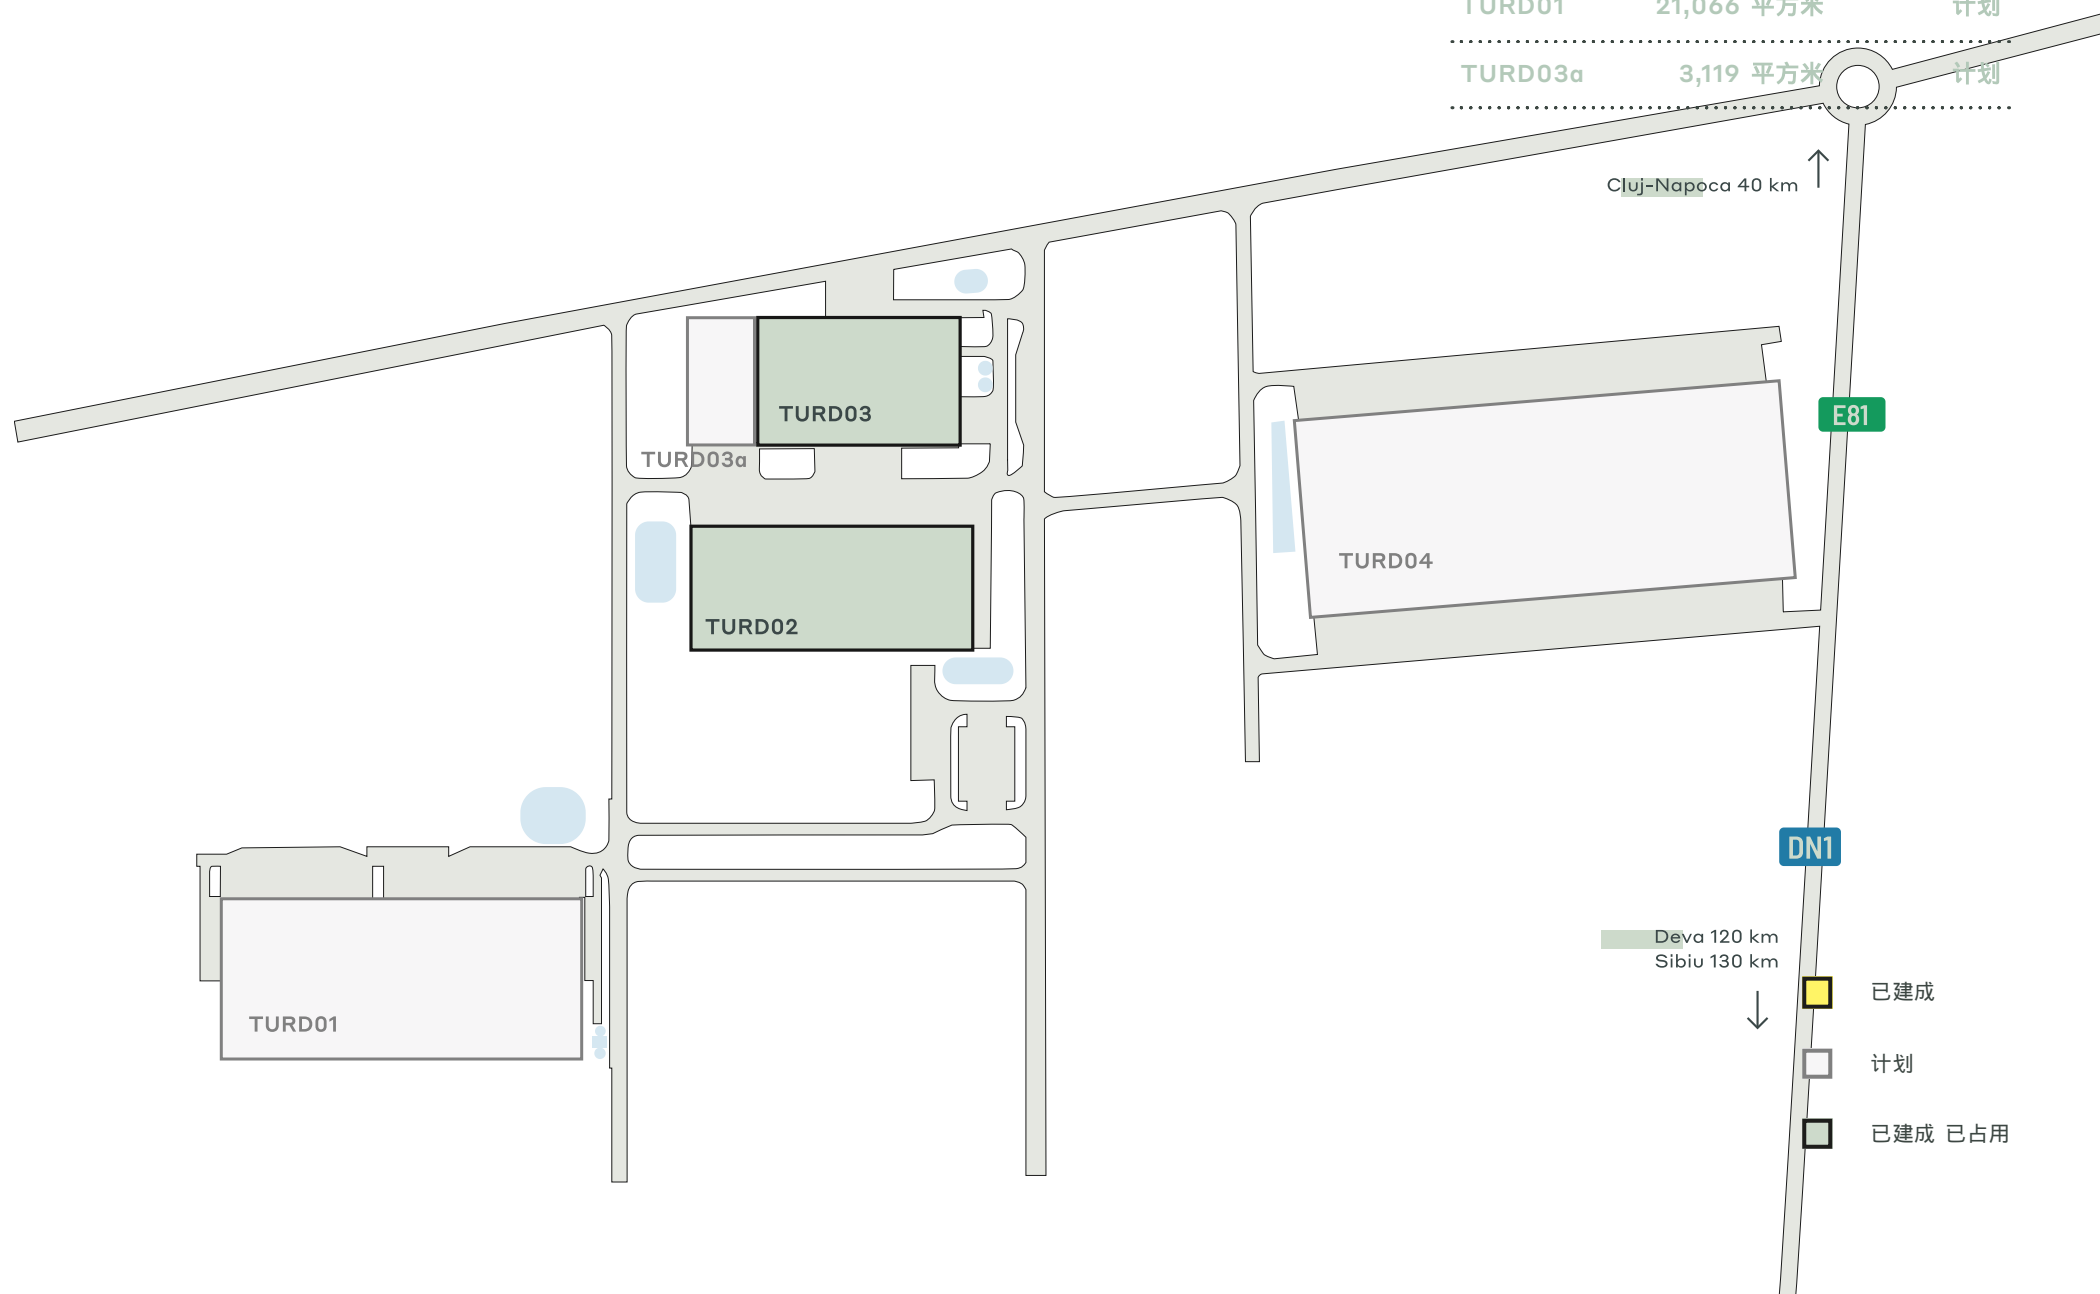 TURD01 21,066 平方米 计划
TURD03a 3,119 平方米 计划
Cluj-Napoca 40 km
TURD03
E81
TURD03a
TURD04
TURD02
DN1
Deva 120 km
Sibiu 130 km
已建成
TURD01
计划
已建成 已占用